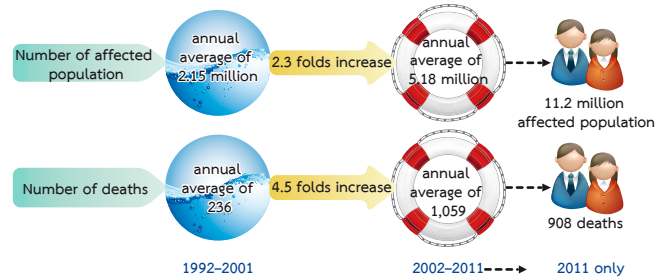 Number of affected
population
annual
average of
2.15 million
2.3 folds increase
annual
average of
5.18 million
11.2 million
affected population
Number of deaths
annual
average of
236
4.5 folds increase
annual
average of
1,059
908 deaths
1992–2001
2002–2011
2011 only